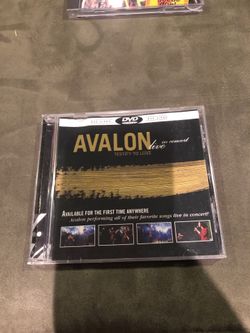 DVD
AVALON
live in concert
TESTIFY TO LOVE
AVAILABLE FOR THE FIRST TIME ANYWHERE
Avalon performing all of their favorite songs live in concert!